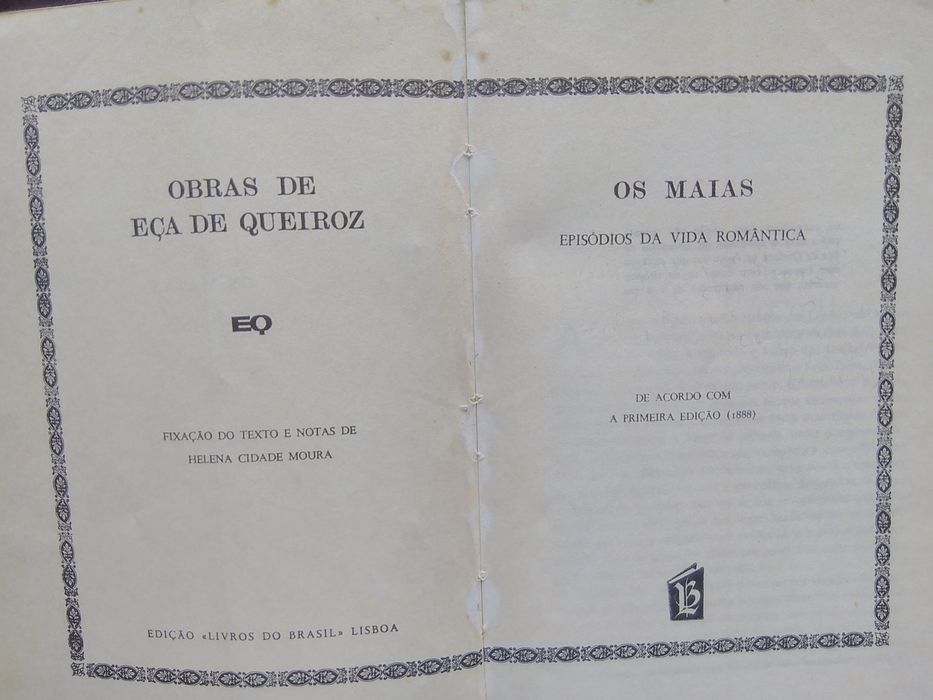 OBRAS DE
EÇA DE QUEIROZ
EQ
FIXAÇÃO DO TEXTO E NOTAS DE
HELENA CIDADE MOURA
EDIÇÃO «LIVROS DO BRASIL» LISBOA
OS MAIAS
EPISÓDIOS DA VIDA ROMÂNTICA
DE ACORDO COM
A PRIMEIRA EDIÇÃO (1888)
LB